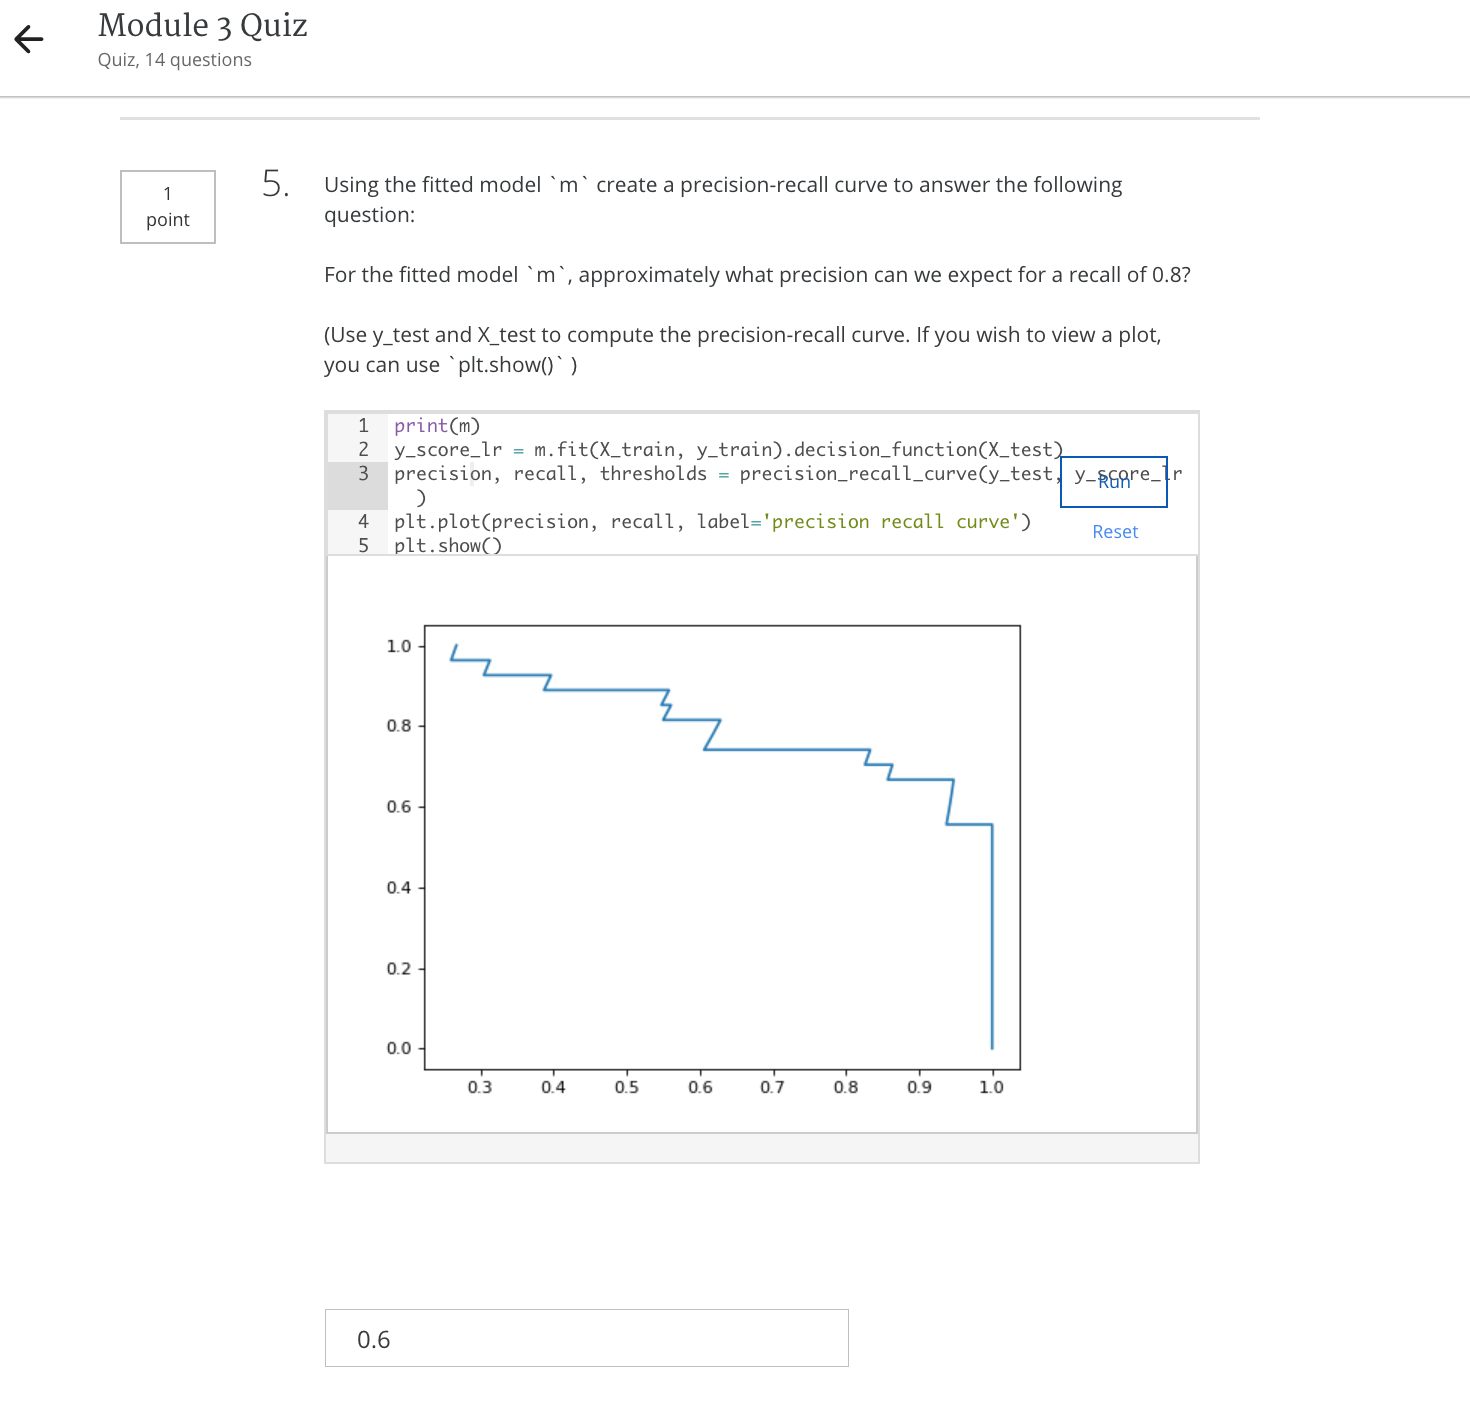 Module 3 Quiz
Quiz, 14 questions
1
point
5.
Using the fitted model `m` create a precision-recall curve to answer the following
question:
For the fitted model `m`, approximately what precision can we expect for a recall of 0.8?
(Use y_test and X_test to compute the precision-recall curve. If you wish to view a plot,
you can use `plt.show()` )
1 print(m)
2 y_score_lr = m.fit(X_train, y_train).decision_function(X_test)
3 precision, recall, thresholds = precision_recall_curve(y_test, y_score_lr
)
Run
4 plt.plot(precision, recall, label='precision recall curve')
Reset
5 plt.show()
1.0
0.8
0.6
0.4
0.2
0.0
0.3 0.4 0.5 0.6 0.7 0.8 0.9 1.0
0.6